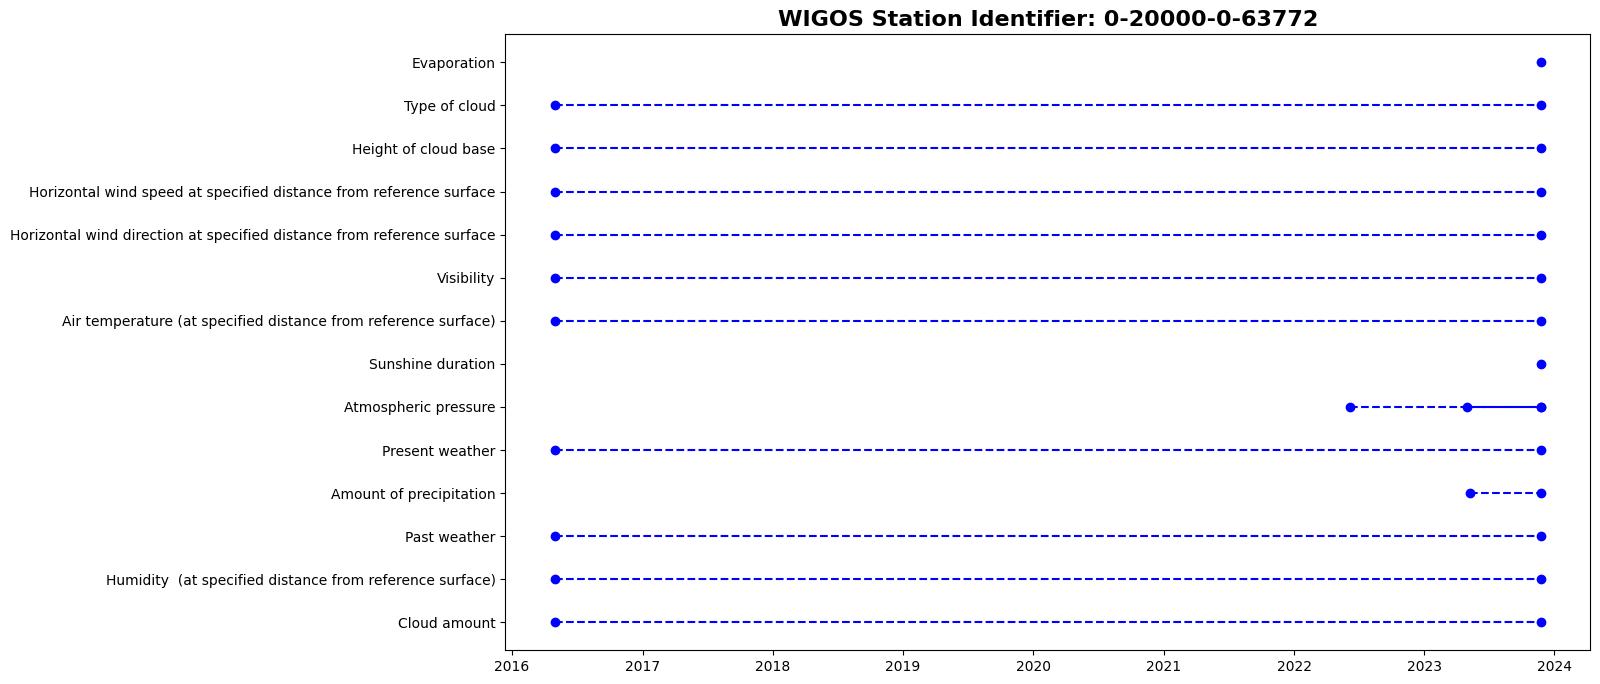 WIGOS Station Identifier: 0-20000-0-63772
Evaporation
Type of cloud
Height of cloud base
Horizontal wind speed at specified distance from reference surface
Horizontal wind direction at specified distance from reference surface
Visibility
Air temperature (at specified distance from reference surface)
Sunshine duration
Atmospheric pressure
Present weather
Amount of precipitation
Past weather
Humidity  (at specified distance from reference surface)
Cloud amount
2016 2017 2018 2019 2020 2021 2022 2023 2024